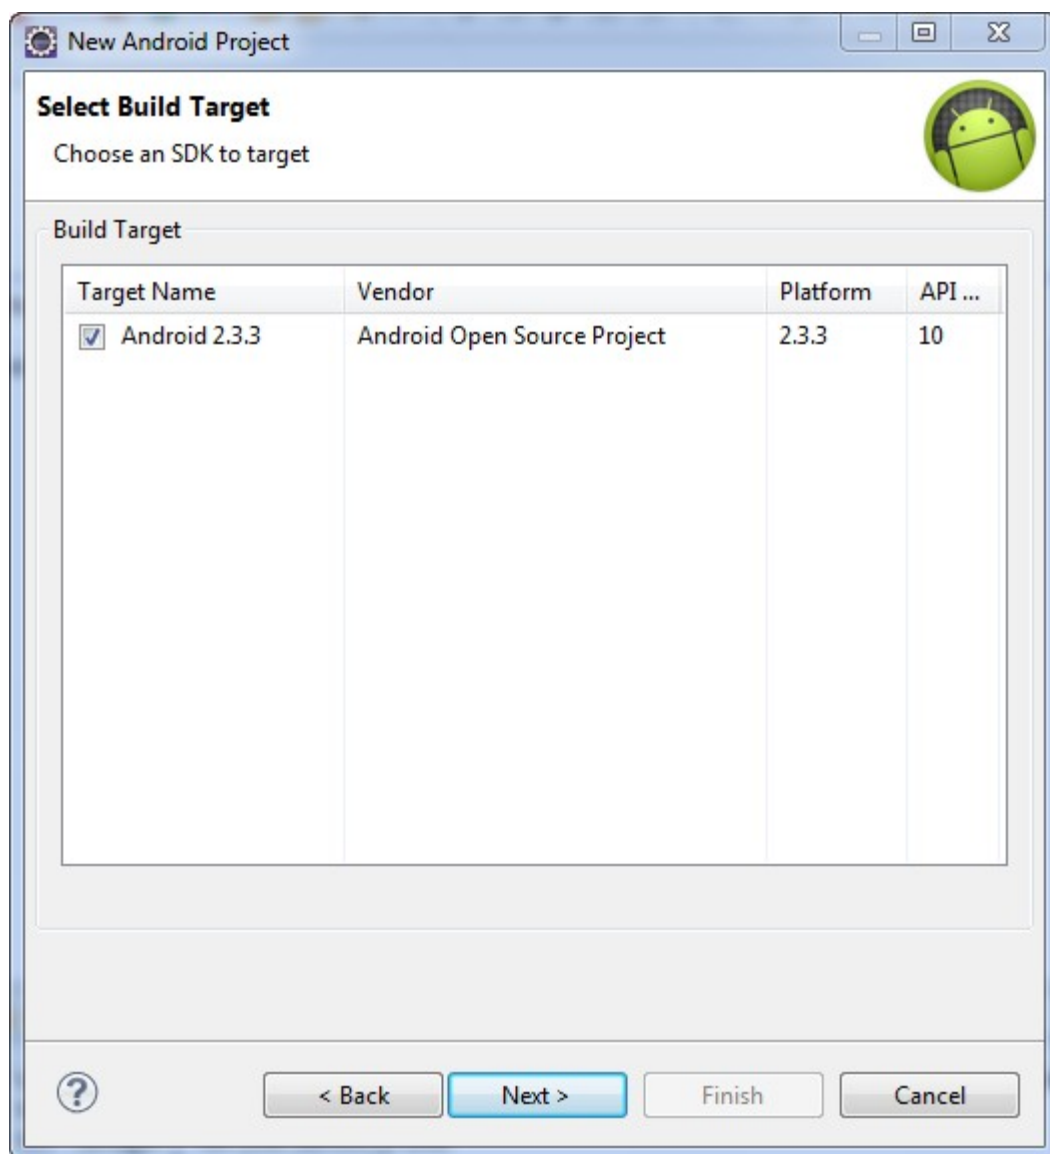 New Android Project
Select Build Target
Choose an SDK to target
Build Target
Target Name Vendor Platform API ...
Android 2.3.3 Android Open Source Project 2.3.3 10
? < Back Next > Finish Cancel